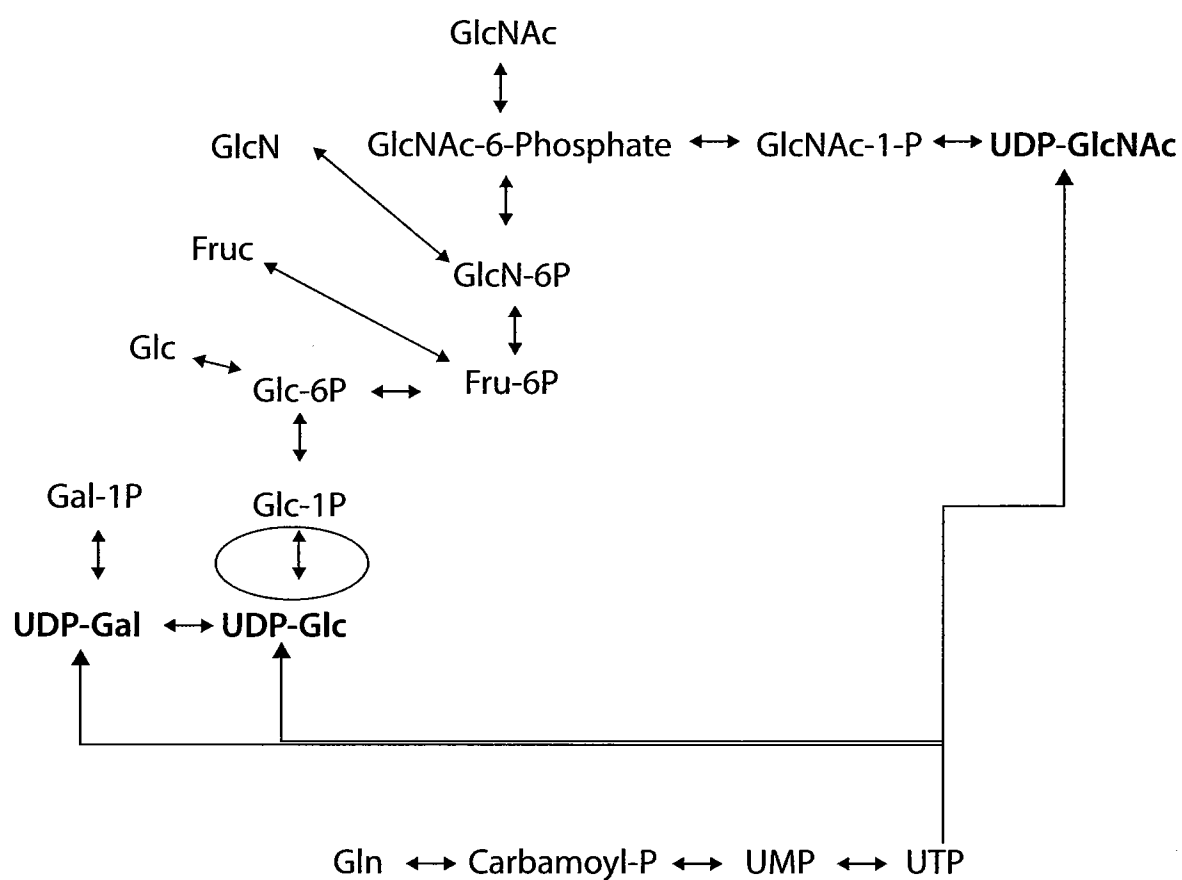 GlcNAc
GlcN
GlcNAc-6-Phosphate
GlcNAc-1-P
UDP-GlcNAc
Fruc
GlcN-6P
Glc
Glc-6P
Fru-6P
Gal-1P
Glc-1P
UDP-Gal
UDP-Glc
Gln
Carbamoyl-P
UMP
UTP